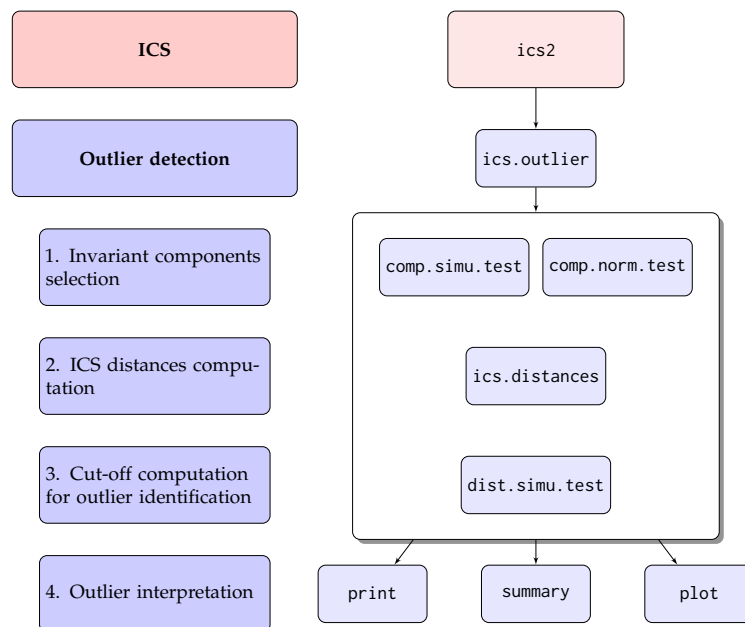 ICS
ics2
Outlier detection
ics.outlier
1. Invariant components
selection
comp.simu.test
comp.norm.test
2. ICS distances compu-
tation
ics.distances
3. Cut-off computation
for outlier identification
dist.simu.test
4. Outlier interpretation
print
summary
plot